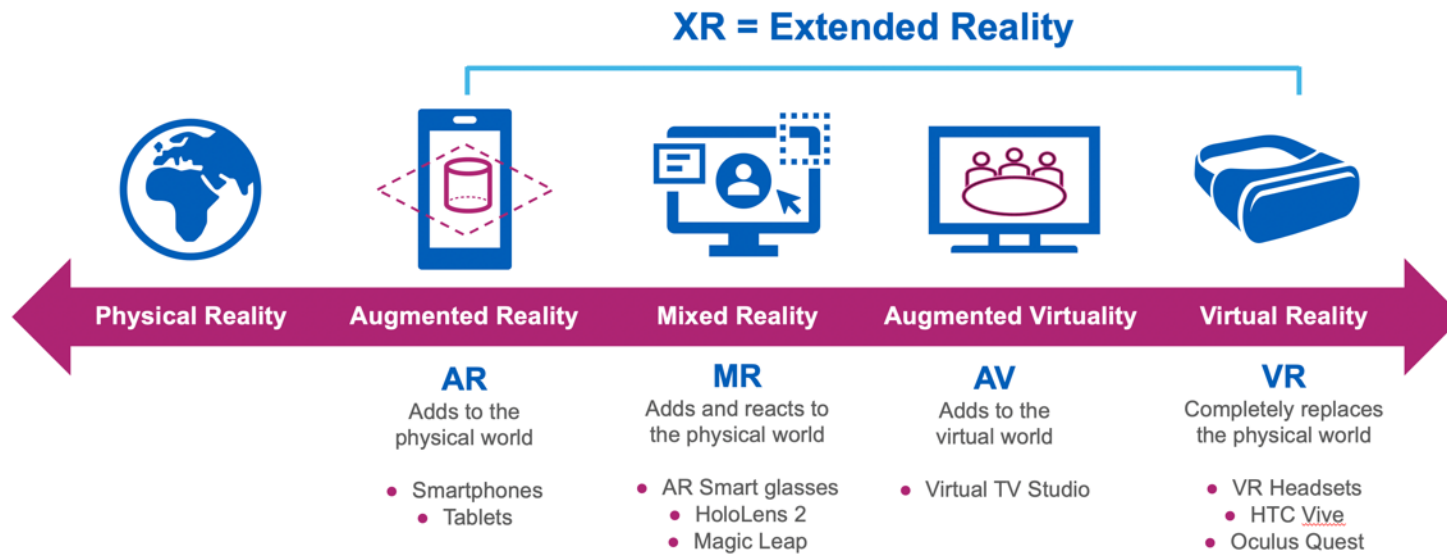 XR = Extended Reality
Physical Reality
Augmented Reality
Mixed Reality
Augmented Virtuality
Virtual Reality
AR
Adds to the
physical world
• Smartphones
• Tablets
MR
Adds and reacts to
the physical world
• AR Smart glasses
• HoloLens 2
• Magic Leap
AV
Adds to the
virtual world
• Virtual TV Studio
VR
Completely replaces
the physical world
• VR Headsets
• HTC Vive
• Oculus Quest